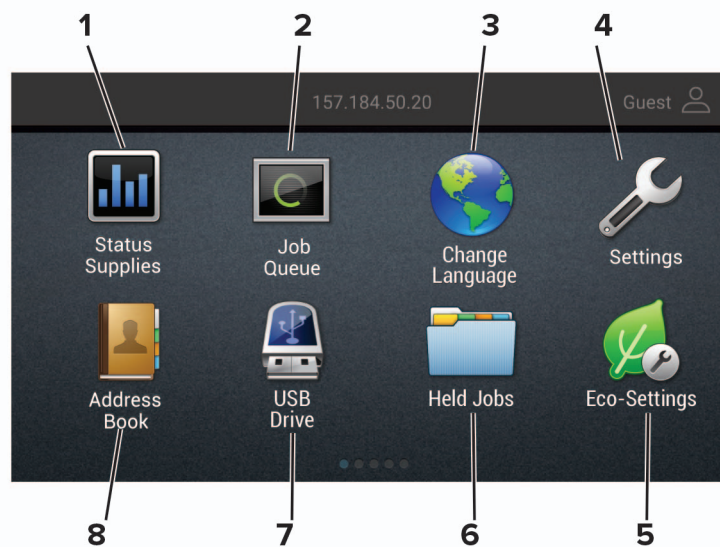 1 2 3 4
157.184.50.20 Guest
Status
Supplies
Job
Queue
Change
Language
Settings
Address
Book
USB
Drive
Held Jobs
Eco-Settings
8 7 6 5